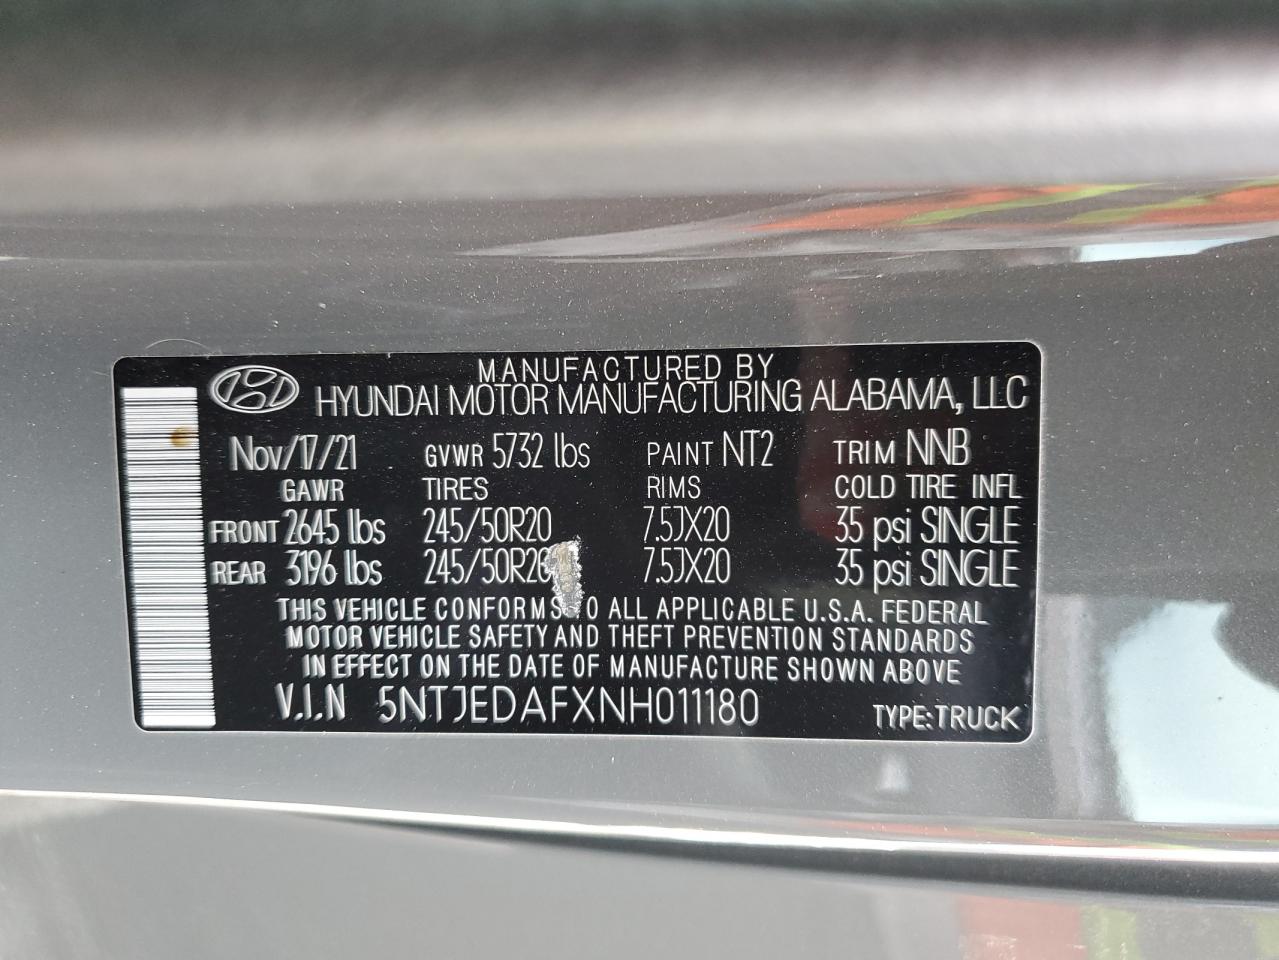 MANUFACTURED BY
HYUNDAI MOTOR MANUFACTURING ALABAMA, LLC
Nov/17/21 GVWR 5732 lbs PAINT NT2 TRIM NNB
GAWR TIRES RIMS COLD TIRE INFL
FRONT 2645 lbs 245/50R20 7.5JX20 35 psi SINGLE
REAR 3196 lbs 245/50R20 7.5JX20 35 psi SINGLE
THIS VEHICLE CONFORMS TO ALL APPLICABLE U.S.A. FEDERAL
MOTOR VEHICLE SAFETY AND THEFT PREVENTION STANDARDS
IN EFFECT ON THE DATE OF MANUFACTURE SHOWN ABOVE
V.I.N 5NTJEDAFXNH011180 TYPE:TRUCK